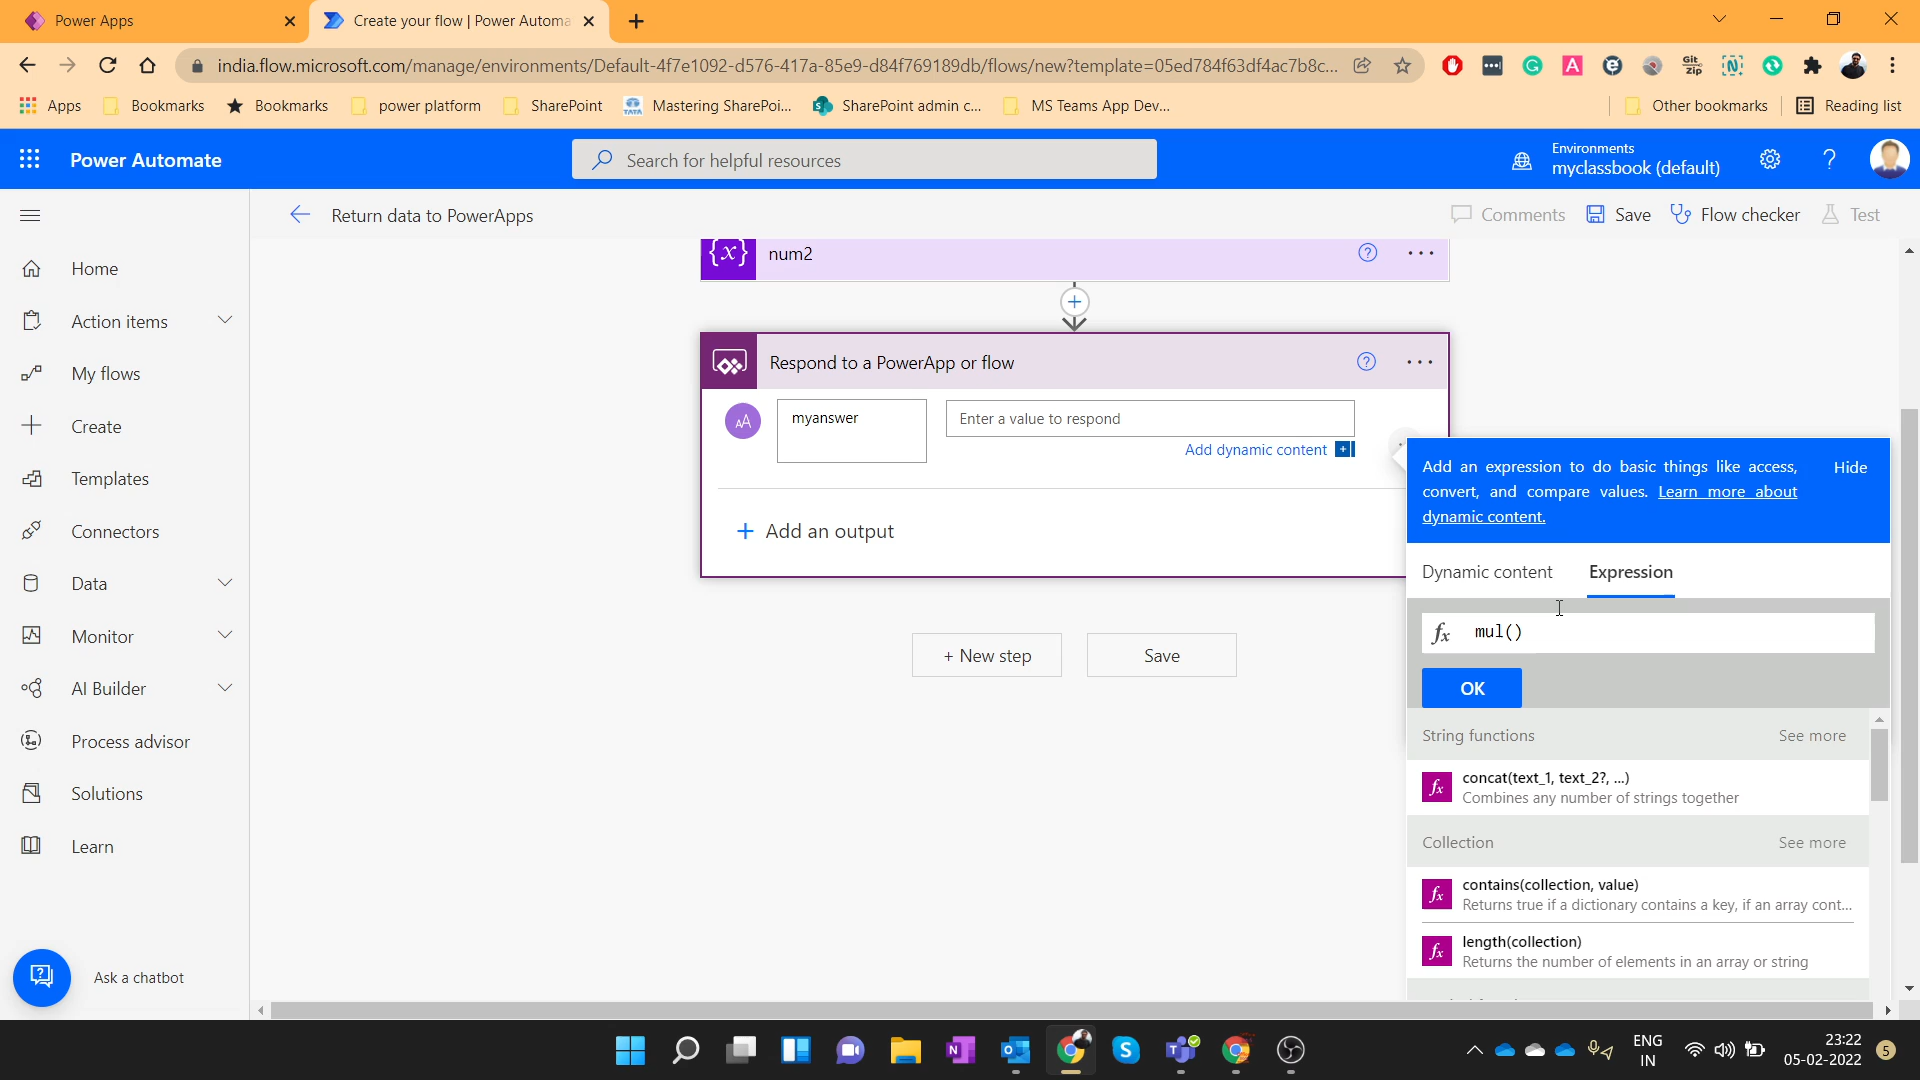 Power Apps
Create your flow | Power Automa
india.flow.microsoft.com/manage/environments/Default-4f7e1092-d576-417a-85e9-d84f769189db/flows/new?template=05ed784f63df4ac7b8c...
Apps
Bookmarks
Bookmarks
power platform
SharePoint
Mastering SharePoi...
SharePoint admin c...
MS Teams App Dev...
Other bookmarks
Reading list
Power Automate
Search for helpful resources
Environments
myclassbook (default)
Return data to PowerApps
Comments
Save
Flow checker
Test
Home
Action items
My flows
Create
Templates
Connectors
Data
Monitor
AI Builder
Process advisor
Solutions
Learn
Ask a chatbot
{x} num2
Respond to a PowerApp or flow
AA
myanswer
Enter a value to respond
Add dynamic content
Add an output
+ New step
Save
Add an expression to do basic things like access,
convert, and compare values. Learn more about
dynamic content.
Hide
Dynamic content
Expression
fx mul()
OK
String functions
See more
fx concat(text_1, text_2?, ...)
Combines any number of strings together
Collection
See more
fx contains(collection, value)
Returns true if a dictionary contains a key, if an array cont...
fx length(collection)
Returns the number of elements in an array or string
ENG
IN
23:22
05-02-2022
5